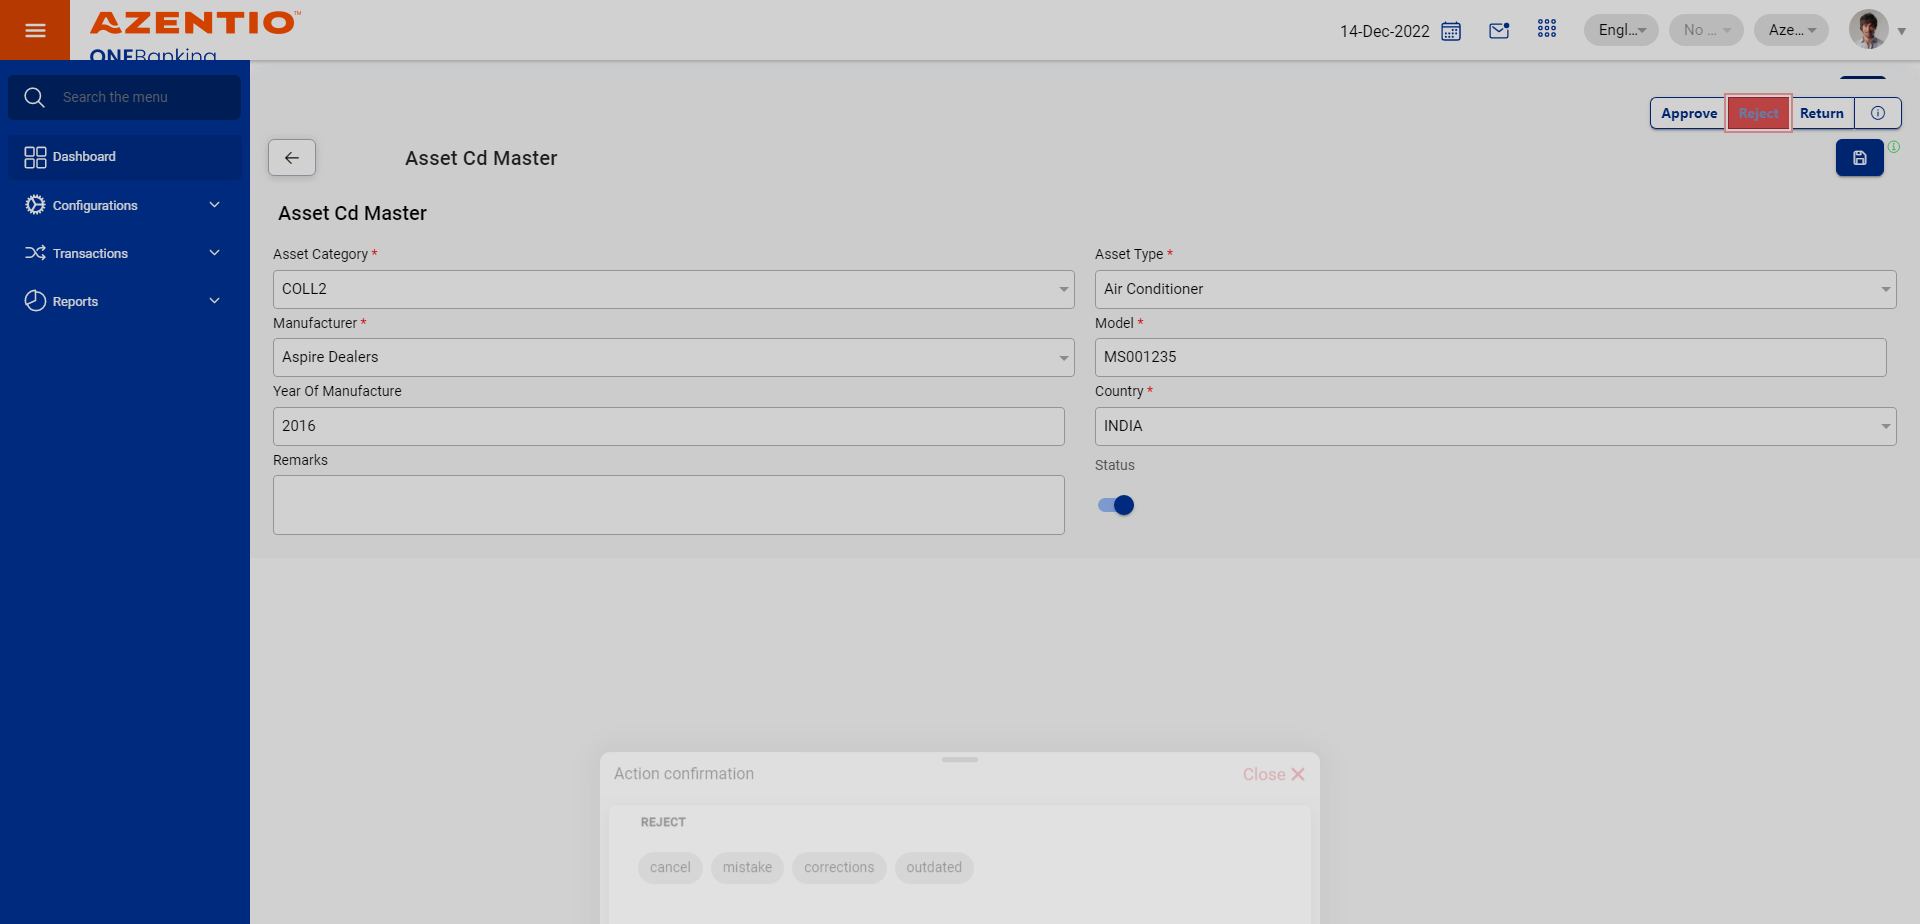 AZENTIO™
ONEBanking
14-Dec-2022
Engl...
No ...
Aze...
Search the menu
Dashboard
Configurations
Transactions
Reports
Approve
Reject
Return
Asset Cd Master
Asset Cd Master
Asset Category *
Asset Type *
COLL2
Air Conditioner
Manufacturer *
Model *
Aspire Dealers
MS001235
Year Of Manufacture
Country *
2016
INDIA
Remarks
Status
Action confirmation
Close
REJECT
cancel
mistake
corrections
outdated